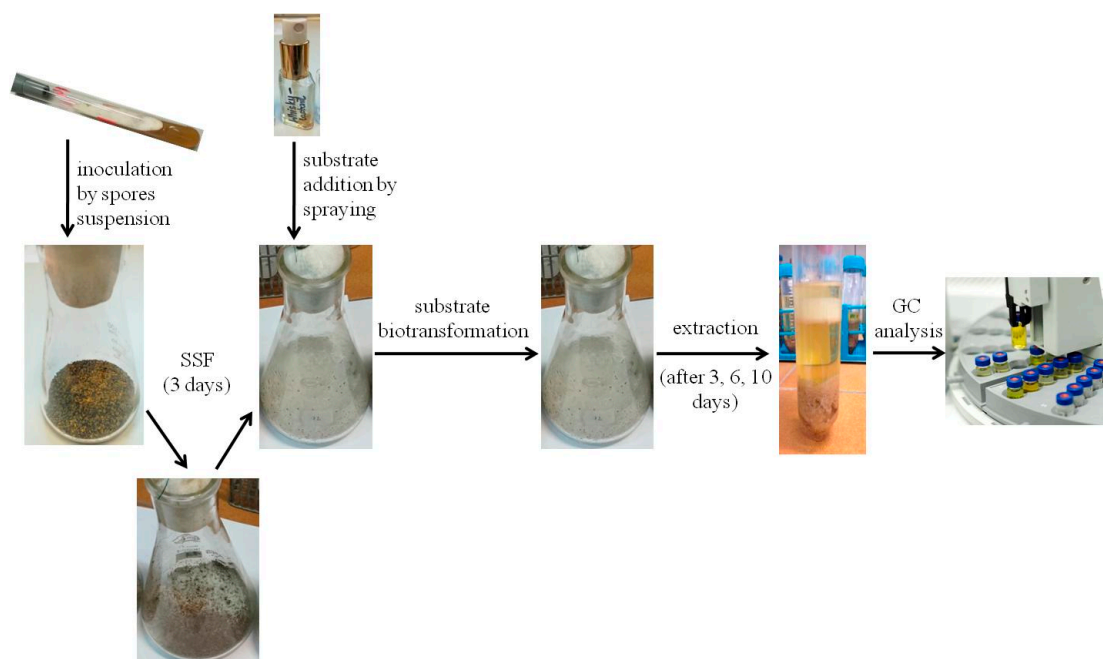 inoculation
by spores
suspension
substrate
addition by
spraying
SSF
(3 days)
substrate
biotransformation
extraction
(after 3, 6, 10
days)
GC
analysis